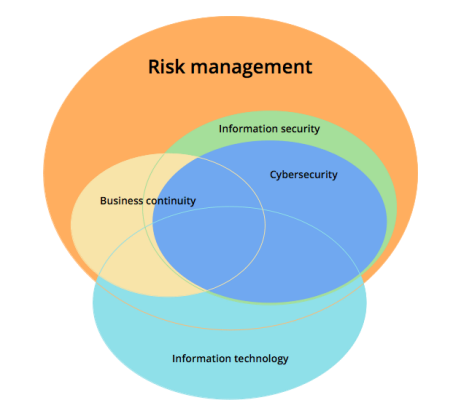 Risk management
Information security
Cybersecurity
Business continuity
Information technology